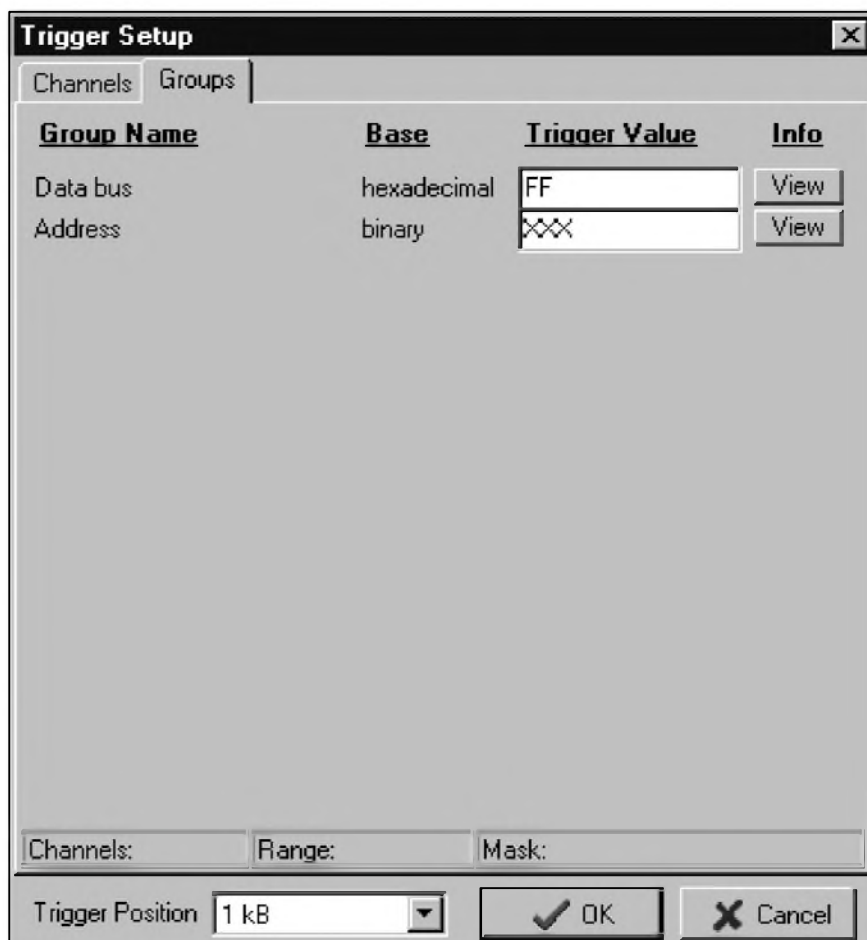 Trigger Setup
Channels Groups
Group Name Base Trigger Value Info
Data bus hexadecimal FF View
Address binary XXX View
Channels: Range: Mask:
Trigger Position 1 kB OK Cancel